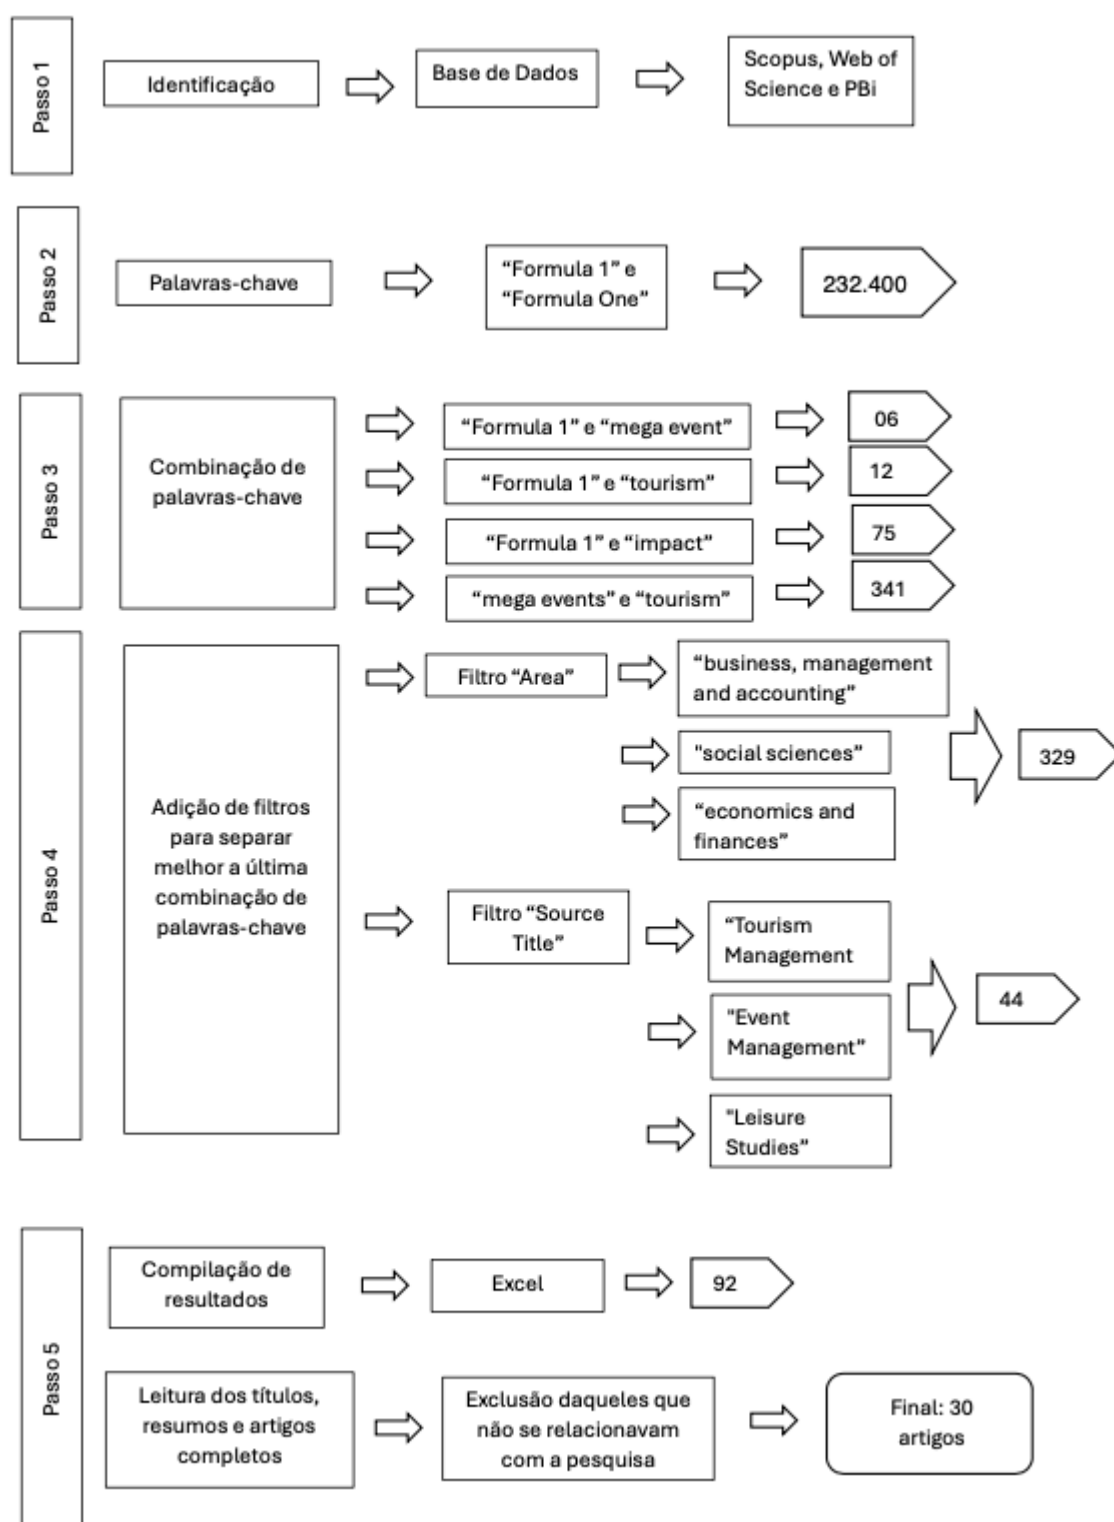 Passo 1
Identificação
Base de Dados
Scopus, Web of
Science e PBi
Passo 2
Palavras-chave
“Formula 1” e
“Formula One”
232.400
Passo 3
Combinação de
palavras-chave
“Formula 1” e “mega event”
06
“Formula 1” e “tourism”
12
“Formula 1” e “impact”
75
“mega events” e “tourism”
341
Passo 4
Adição de filtros
para separar
melhor a última
combinação de
palavras-chave
Filtro “Area”
“business, management
and accounting”
"social sciences”
“economics and
finances”
329
Filtro “Source
Title”
“Tourism
Management
"Event
Management”
"Leisure
Studies”
44
Passo 5
Compilação de
resultados
Excel
92
Leitura dos títulos,
resumos e artigos
completos
Exclusão daqueles que
não se relacionavam
com a pesquisa
Final: 30
artigos